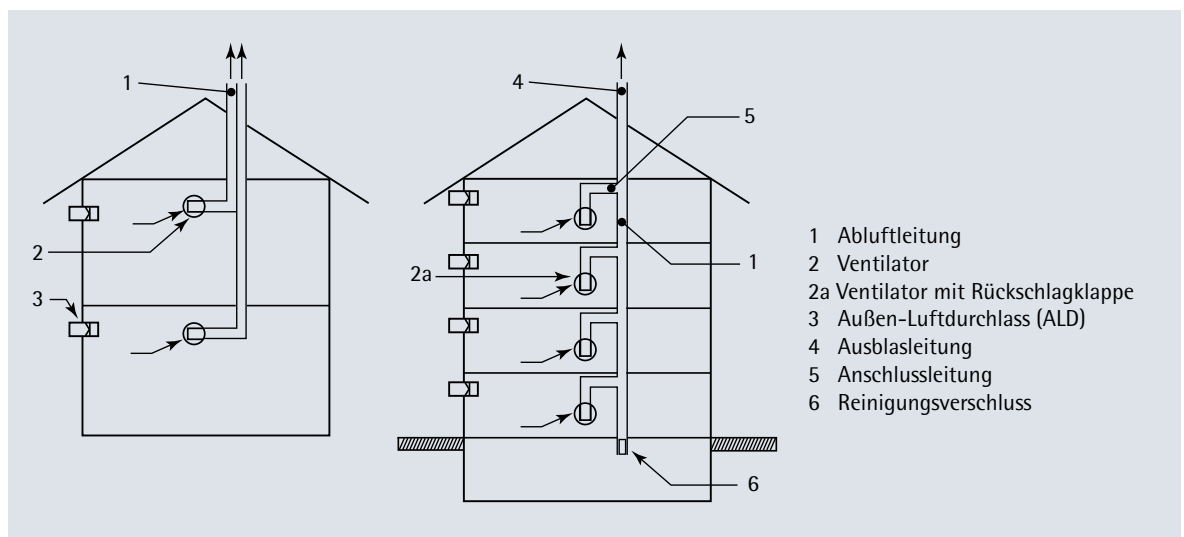 1
2
3
4
5
2a
1
6
1 Abluftleitung
2 Ventilator
2a Ventilator mit Rückschlagklappe
3 Außen-Luftdurchlass (ALD)
4 Ausblasleitung
5 Anschlussleitung
6 Reinigungsverschluss